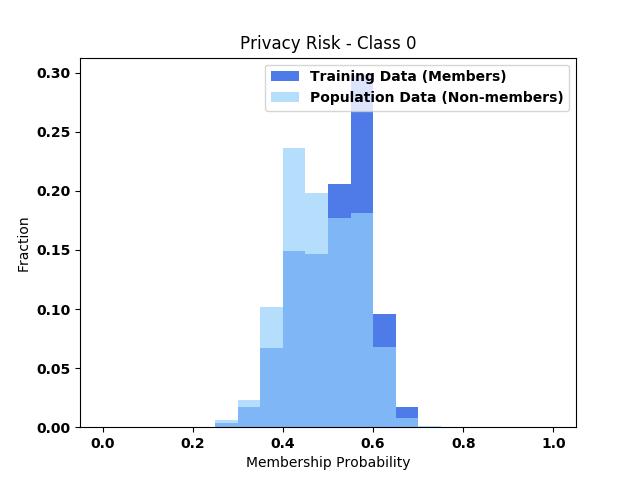 Privacy Risk - Class 0
Training Data (Members)
Population Data (Non-members)
0.30
0.25
0.20
0.15
0.10
0.05
0.00
Fraction
0.0 0.2 0.4 0.6 0.8 1.0
Membership Probability